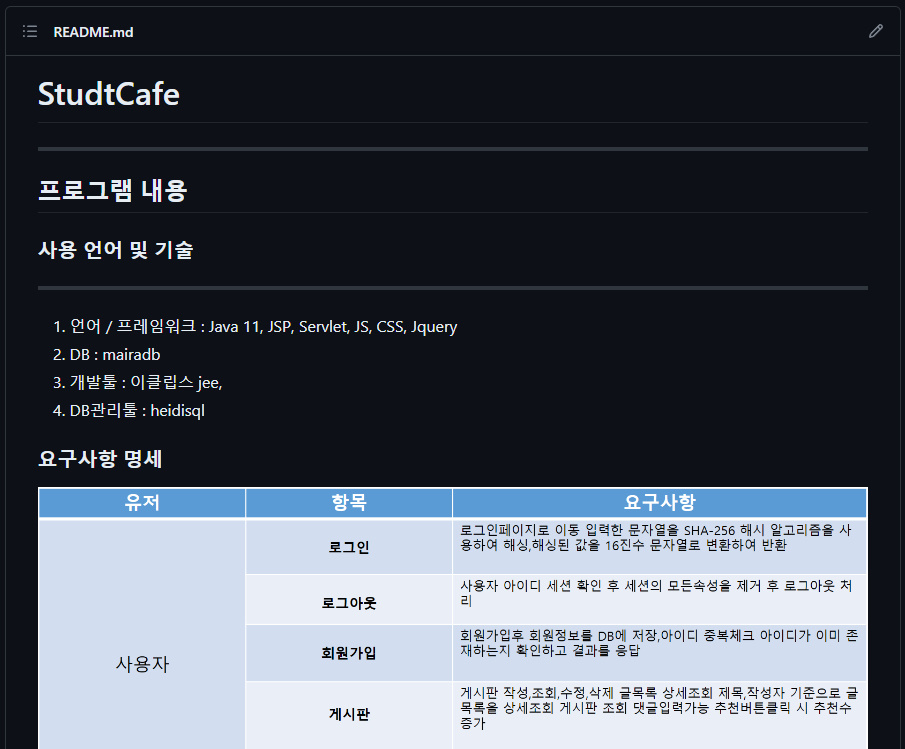 README.md
StudtCafe
프로그램 내용
사용 언어 및 기술
1. 언어 / 프레임워크 : Java 11, JSP, Servlet, JS, CSS, Jquery
2. DB : mairadb
3. 개발툴 : 이클립스 jee,
4. DB관리툴 : heidisql
요구사항 명세
유저 항목 요구사항
사용자
로그인
로그인페이지로 이동 입력한 문자열을 SHA-256 해시 알고리즘을 사
용하여 해싱,해싱된 값을 16진수 문자열로 변환하여 반환
로그아웃
사용자 아이디 세션 확인 후 세션의 모든속성을 제거 후 로그아웃 처
리
회원가입
회원가입후 회원정보를 DB에 저장,아이디 중복체크 아이디가 이미 존
재하는지 확인하고 결과를 응답
게시판
게시판 작성,조회,수정,삭제 글목록 상세조회 제목,작성자 기준으로 글
목록을 상세조회 게시판 조회 댓글입력가능 추천버튼클릭 시 추천수
증가